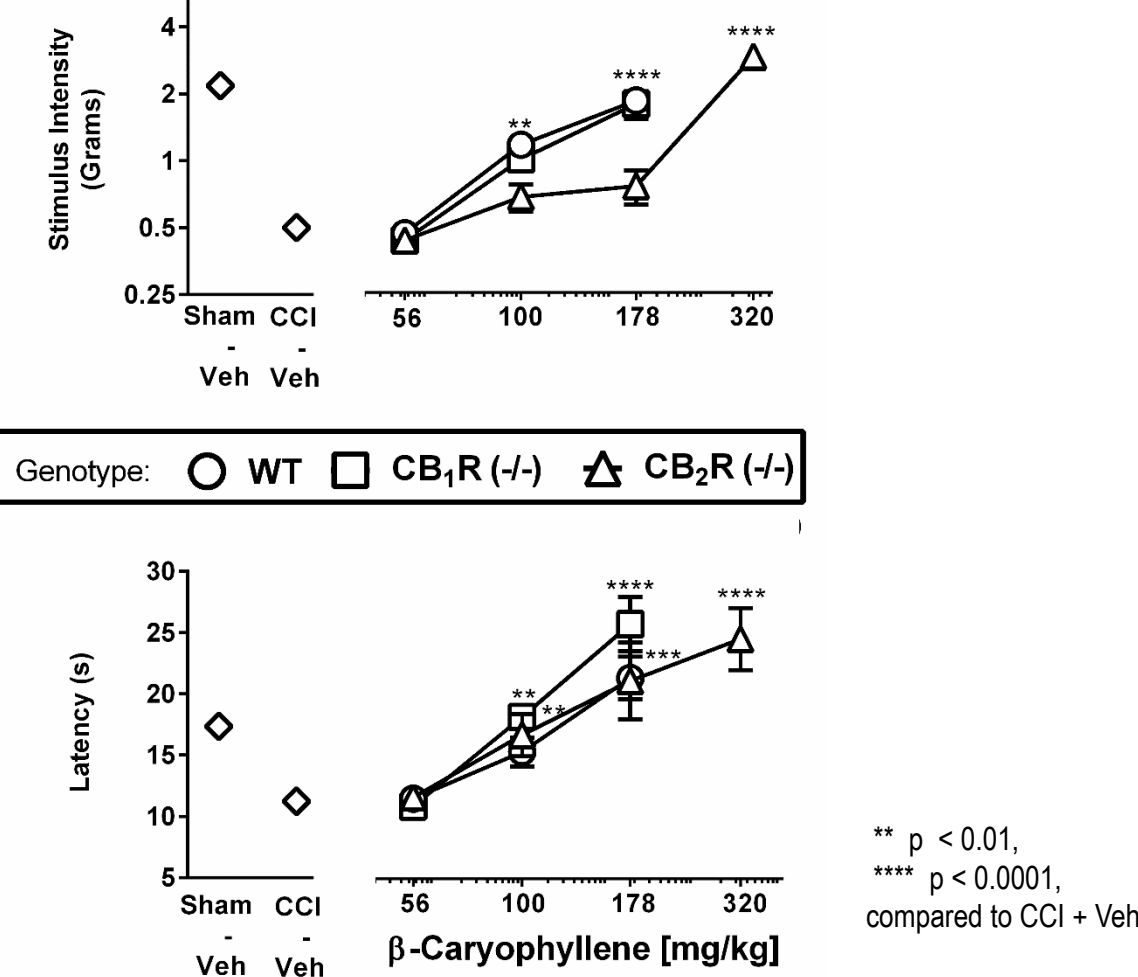 4
Stimulus Intensity
(Grams)
2
1
0.5
0.25
**
****
****
Sham CCI
- -
Veh Veh
56 100 178 320
Genotype: WT CB₁R (-/-) CB₂R (-/-)
)
30
25
20
15
10
5
Latency (s)
****
****
***
**
**
Sham CCI
- -
Veh Veh
56 100 178 320
β-Caryophyllene [mg/kg]
** p < 0.01,
**** p < 0.0001,
compared to CCI + Veh